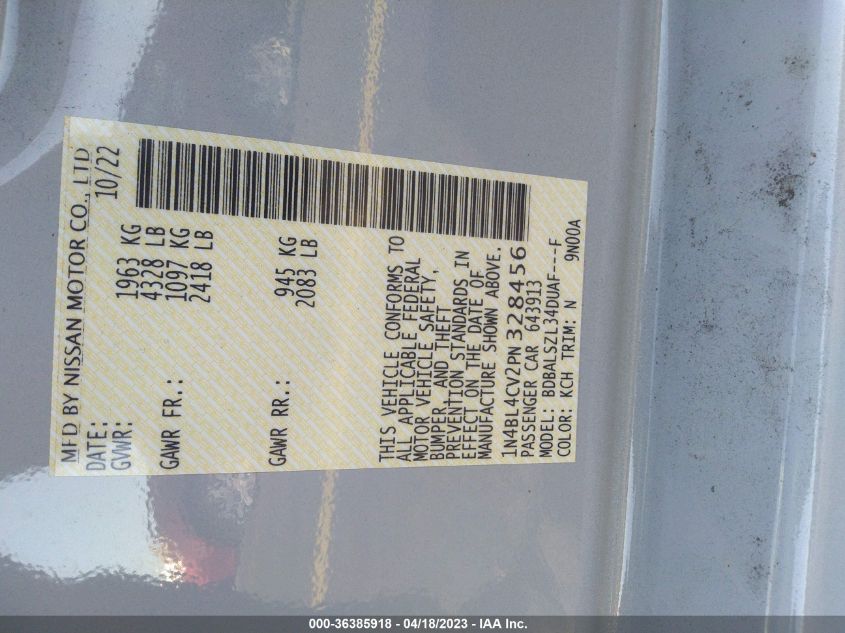 MFD BY NISSAN MOTOR CO., LTD
DATE: 10/22
GVWR: 1963 KG
4328 LB
GAWR FR.: 1097 KG
2418 LB
GAWR RR.: 945 KG
2083 LB
THIS VEHICLE CONFORMS TO
ALL APPLICABLE FEDERAL
MOTOR VEHICLE SAFETY,
BUMPER, AND THEFT
PREVENTION STANDARDS IN
EFFECT ON THE DATE OF
MANUFACTURE SHOWN ABOVE.
1N4BL4CV2PN328456
PASSENGER CAR 643913
MODEL: BDBALSZL34DUAF---F
COLOR: KCH TRIM: N 9N00A
000-36385918 - 04/18/2023 - IAA Inc.